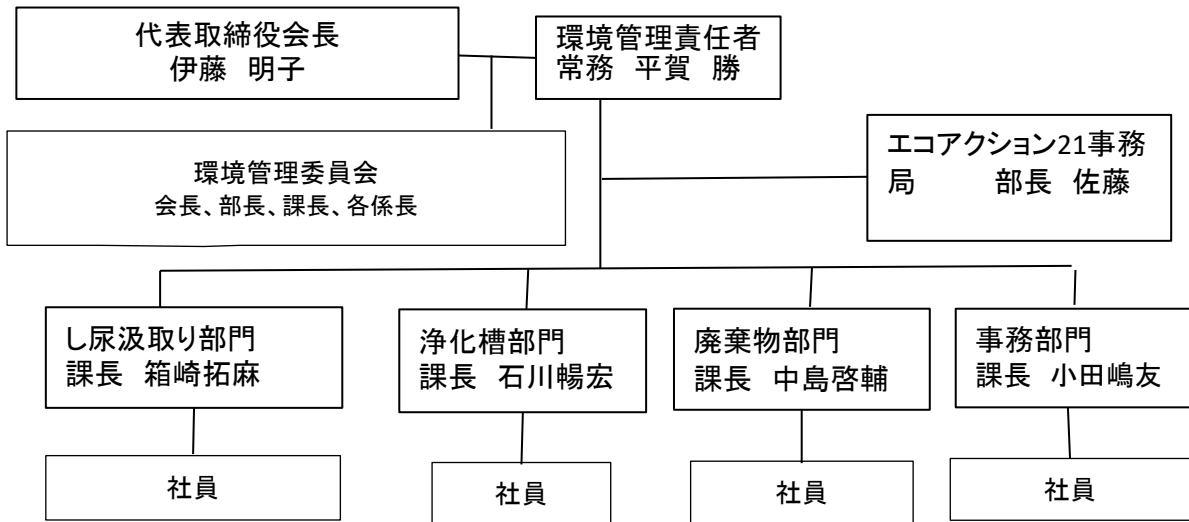 代表取締役会長
伊藤 明子
環境管理責任者
常務 平賀 勝
環境管理委員会
会長、部長、課長、各係長
エコアクション21事務
局 部長 佐藤
し尿汲取り部門
課長 箱崎拓麻
浄化槽部門
課長 石川暢宏
廃棄物部門
課長 中島啓輔
事務部門
課長 小田嶋友
社員
社員
社員
社員